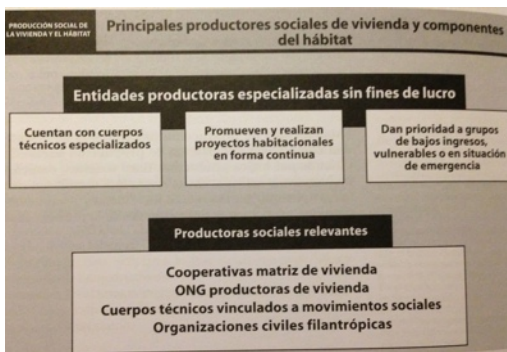 PRODUCCIÓN SOCIAL DE
LA VIVIENDA Y EL HÁBITAT
Principales productores sociales de vivienda y componentes
del hábitat
Entidades productoras especializadas sin fines de lucro
Cuentan con cuerpos
técnicos especializados
Promueven y realizan
proyectos habitacionales
en forma continua
Dan prioridad a grupos
de bajos ingresos,
vulnerables o en situación
de emergencia
Productoras sociales relevantes
Cooperativas matriz de vivienda
ONG productoras de vivienda
Cuerpos técnicos vinculados a movimientos sociales
Organizaciones civiles filantrópicas